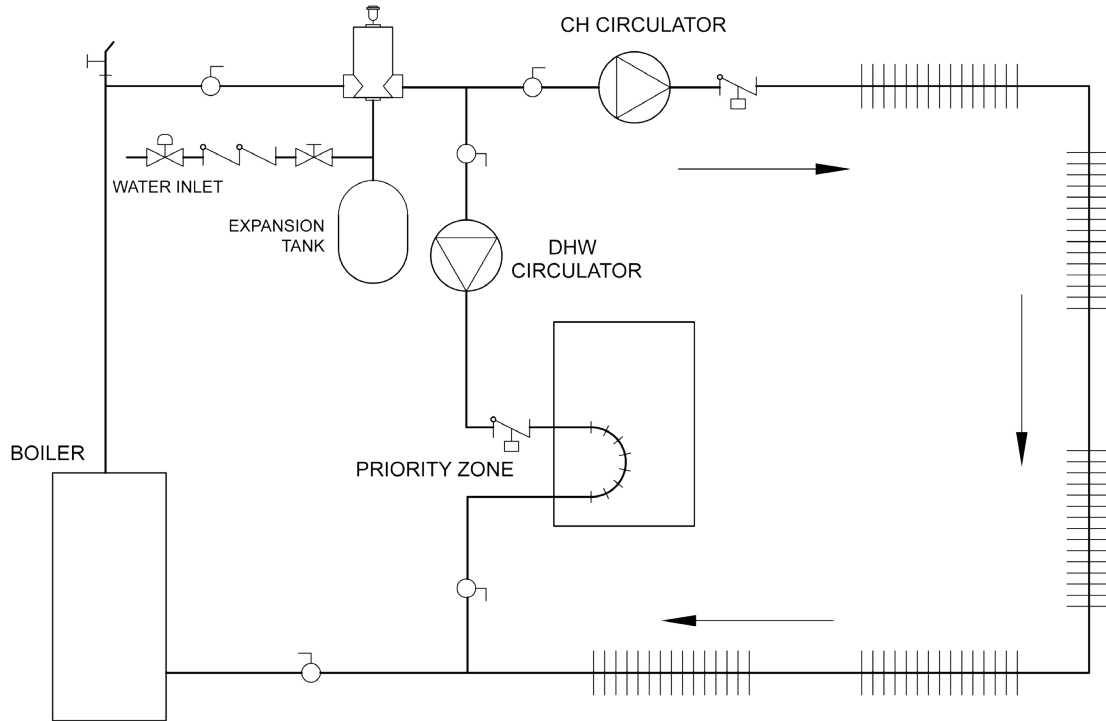 CH CIRCULATOR
WATER INLET
EXPANSION
TANK
DHW
CIRCULATOR
BOILER
PRIORITY ZONE